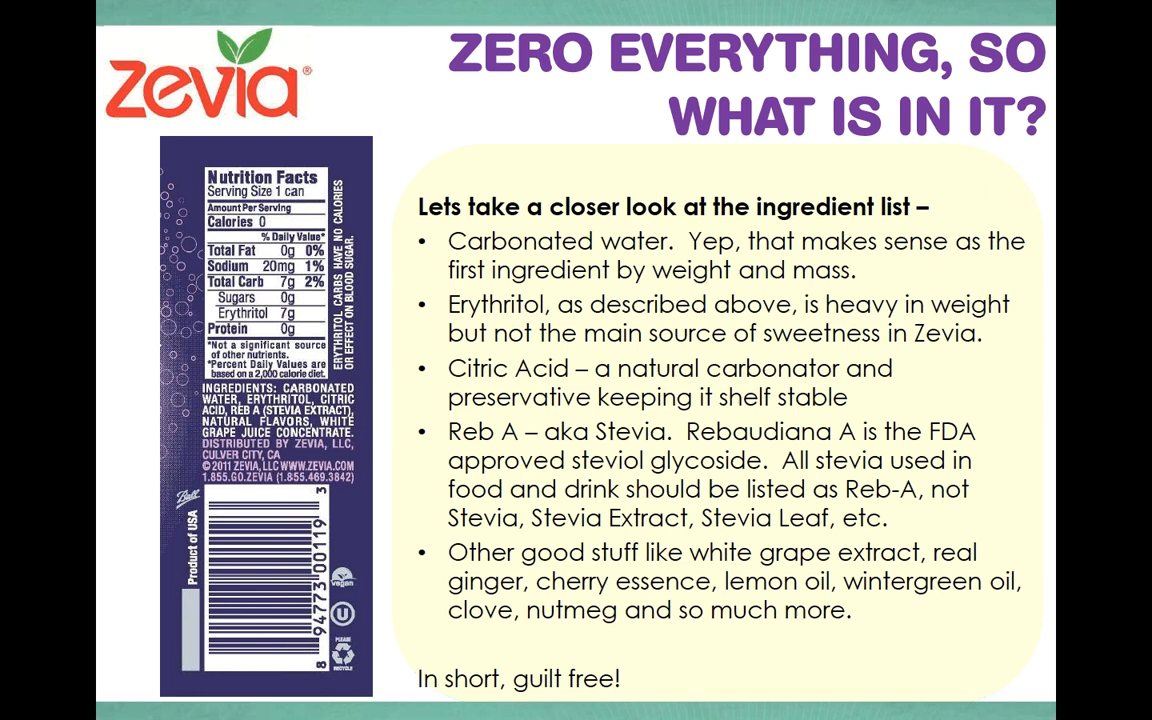 zevia®
ZERO EVERYTHING, SO
WHAT IS IN IT?
Nutrition Facts
Serving Size 1 can
Amount Per Serving
Calories 0
% Daily Value*
Total Fat 0g 0%
Sodium 20mg 1%
Total Carb 7g 2%
Sugars 0g
Erythritol 7g
Protein 0g
*Not a significant source
of other nutrients.
*Percent Daily Values are
based on a 2,000 calorie diet.
ERYTHRITOL CARBS HAVE NO CALORIES
OR EFFECT ON BLOOD SUGAR.
INGREDIENTS: CARBONATED
WATER, ERYTHRITOL, CITRIC
ACID, REB A (STEVIA EXTRACT),
NATURAL FLAVORS, WHITE
GRAPE JUICE CONCENTRATE.
DISTRIBUTED BY ZEVIA, LLC,
CULVER CITY, CA
© 2011 ZEVIA, LLC WWW.ZEVIA.COM
1.855.GO.ZEVIA (1.855.469.3842)
Ball
Product of USA
8 94773 00119 3
vegan
U
PLEASE
RECYCLE
Lets take a closer look at the ingredient list –
• Carbonated water. Yep, that makes sense as the
first ingredient by weight and mass.
• Erythritol, as described above, is heavy in weight
but not the main source of sweetness in Zevia.
• Citric Acid – a natural carbonator and
preservative keeping it shelf stable
• Reb A – aka Stevia. Rebaudiana A is the FDA
approved steviol glycoside. All stevia used in
food and drink should be listed as Reb-A, not
Stevia, Stevia Extract, Stevia Leaf, etc.
• Other good stuff like white grape extract, real
ginger, cherry essence, lemon oil, wintergreen oil,
clove, nutmeg and so much more.
In short, guilt free!